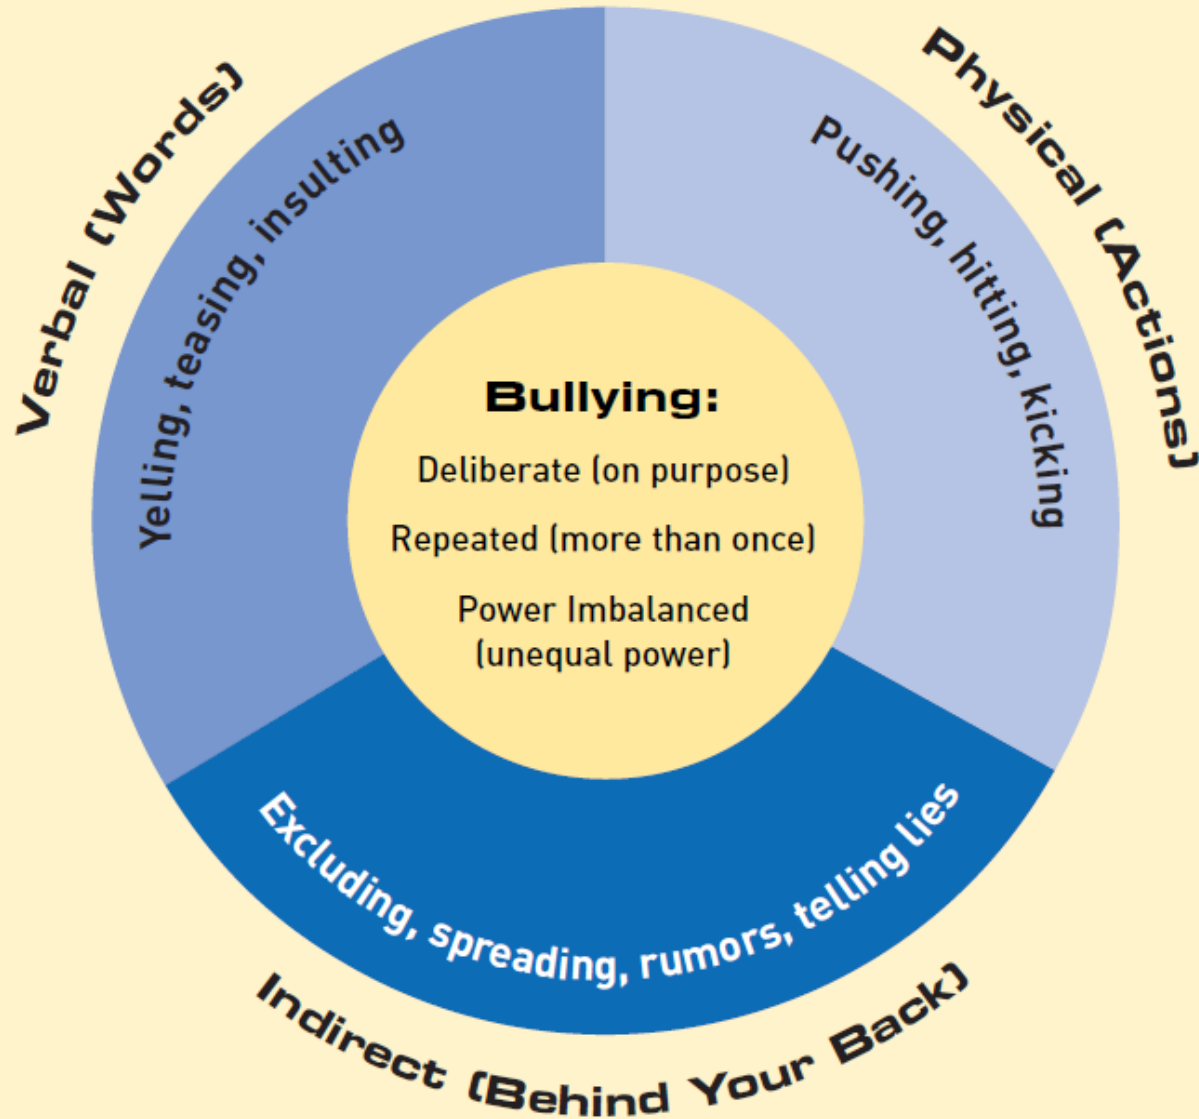 Verbal (Words)
Yelling, teasing, insulting
Physical (Actions)
Pushing, hitting, kicking
Bullying:
Deliberate (on purpose)
Repeated (more than once)
Power Imbalanced
(unequal power)
Excluding, spreading, rumors, telling lies
Indirect (Behind Your Back)